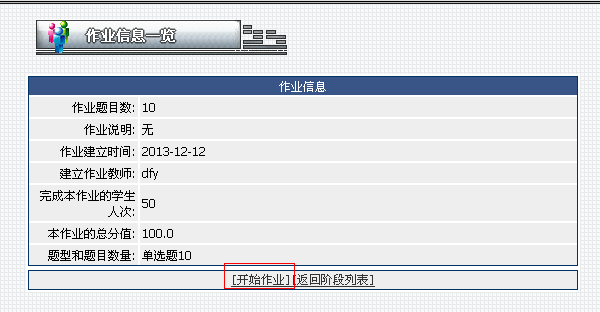 作业信息一览
作业信息
作业题目数: 10
作业说明: 无
作业建立时间: 2013-12-12
建立作业教师: dfy
完成本作业的学生
人次: 50
本作业的总分值: 100.0
题型和题目数量: 单选题10
[开始作业][返回阶段列表]